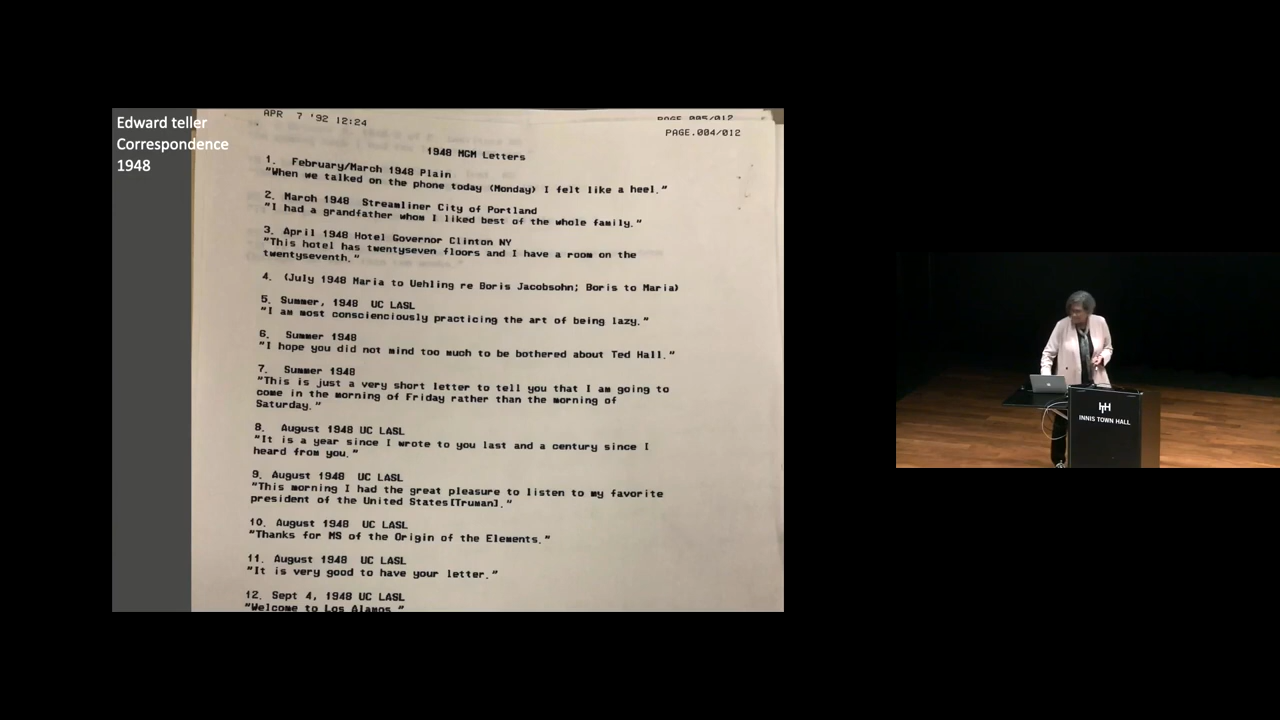 Edward teller
Correspondence
1948
APR 7 '92 12:24
PAGE.005/012
PAGE.004/012
1948 MGM Letters
1. February/March 1948 Plain
"When we talked on the phone today (Monday) I felt like a heel."
2. March 1948 Streamliner City of Portland
"I had a grandfather whom I liked best of the whole family."
3. April 1948 Hotel Governor Clinton NY
"This hotel has twentyseven floors and I have a room on the
twentyseventh."
4. (July 1948 Maria to Uehling re Boris Jacobsohn; Boris to Maria)
5. Summer, 1948 UC LASL
"I am most conscienciously practicing the art of being lazy."
6. Summer 1948
"I hope you did not mind too much to be bothered about Ted Hall."
7. Summer 1948
"This is just a very short letter to tell you that I am going to
come in the morning of Friday rather than the morning of
Saturday."
8. August 1948 UC LASL
"It is a year since I wrote to you last and a century since I
heard from you."
9. August 1948 UC LASL
"This morning I had the great pleasure to listen to my favorite
president of the United States[Truman]."
10. August 1948 UC LASL
"Thanks for MS of the Origin of the Elements."
11. August 1948 UC LASL
"It is very good to have your letter."
12. Sept 4, 1948 UC LASL
"Welcome to Los Alamos."
INNIS TOWN HALL